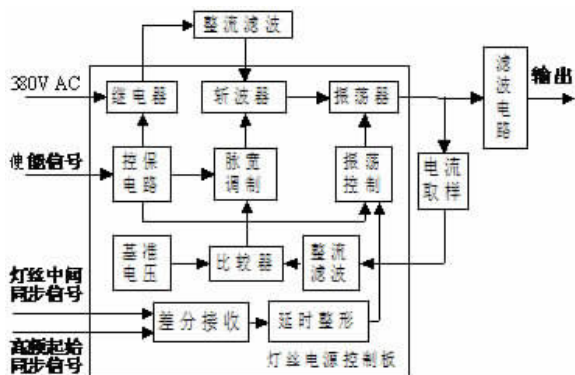 整流滤波
380V AC
继电器
斩波器
振荡器
滤波电路
输出
使能信号
控保
电路
脉宽
调制
振荡
控制
电流
取样
基准
电压
比较器
整流
滤波
灯丝中间
同步信号
差分接收
延时整形
高频起始
同步信号
灯丝电源控制板